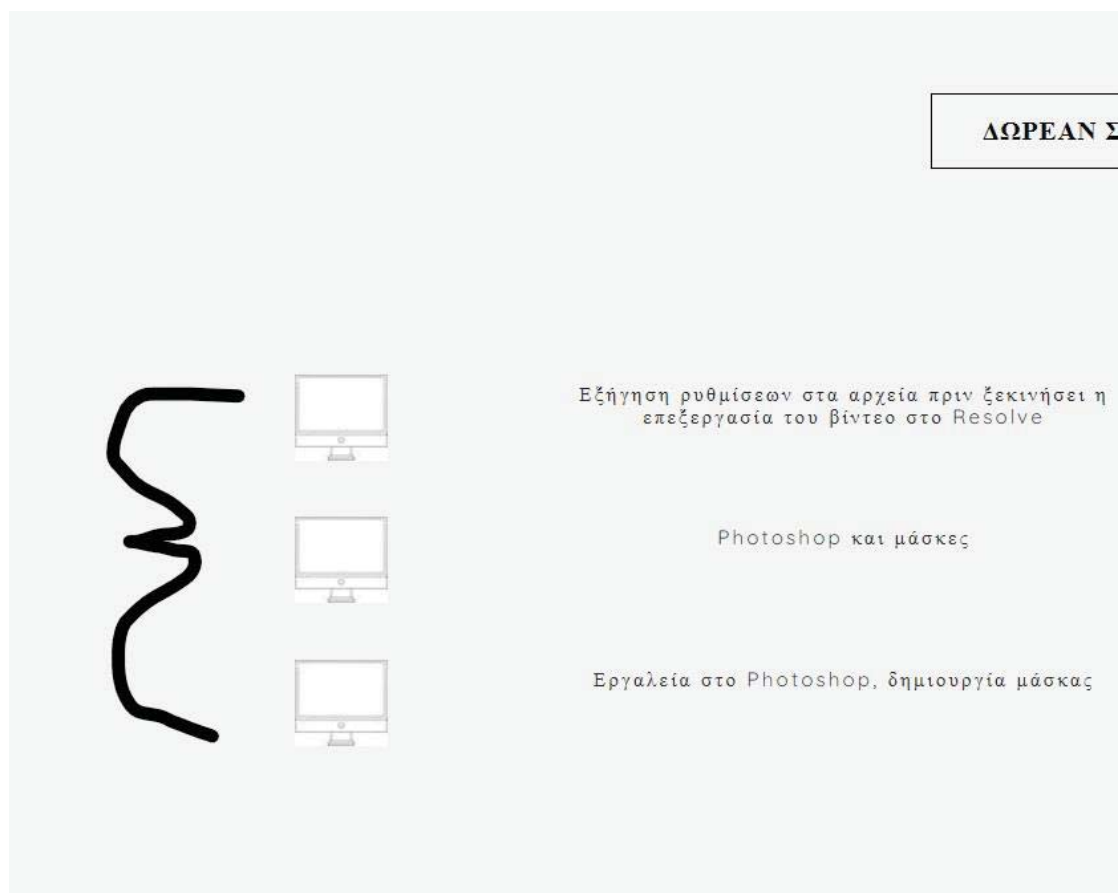 ΔΩΡΕΑΝ Σ
Εξήγηση ρυθμίσεων στα αρχεία πριν ξεκινήσει η
επεξεργασία του βίντεο στο Resolve
Photoshop και μάσκες
Εργαλεία στο Photoshop, δημιουργία μάσκας